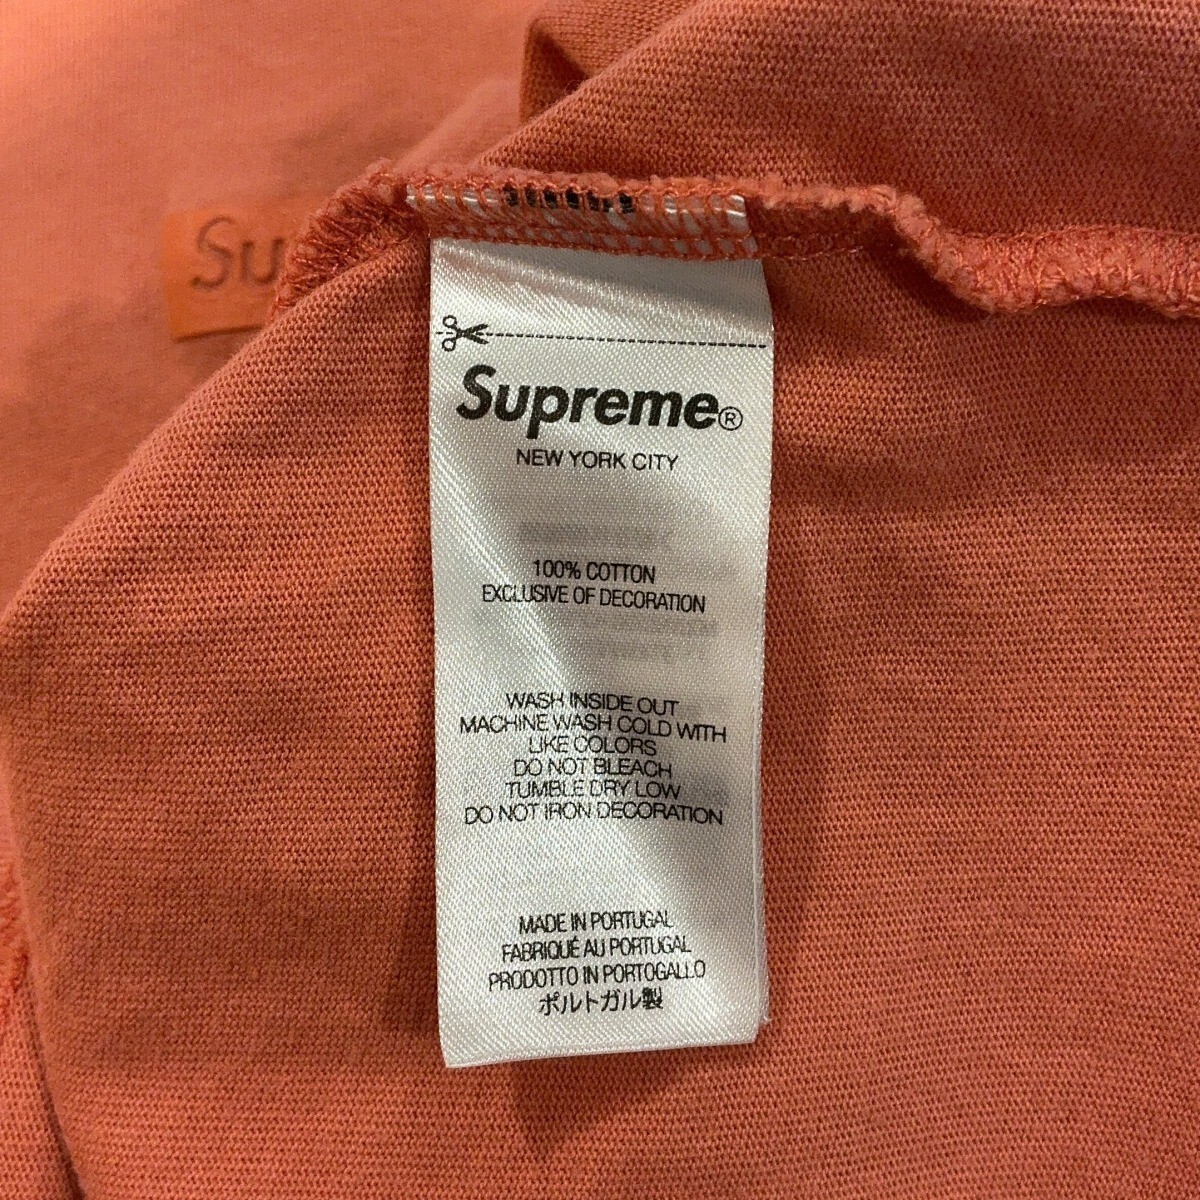 Su
Supreme®
NEW YORK CITY
100% COTTON
EXCLUSIVE OF DECORATION
WASH INSIDE OUT
MACHINE WASH COLD WITH
LIKE COLORS
DO NOT BLEACH
TUMBLE DRY LOW
DO NOT IRON DECORATION
MADE IN PORTUGAL
FABRIQUÉ AU PORTUGAL
PRODOTTO IN PORTOGALLO
ポルトガル製